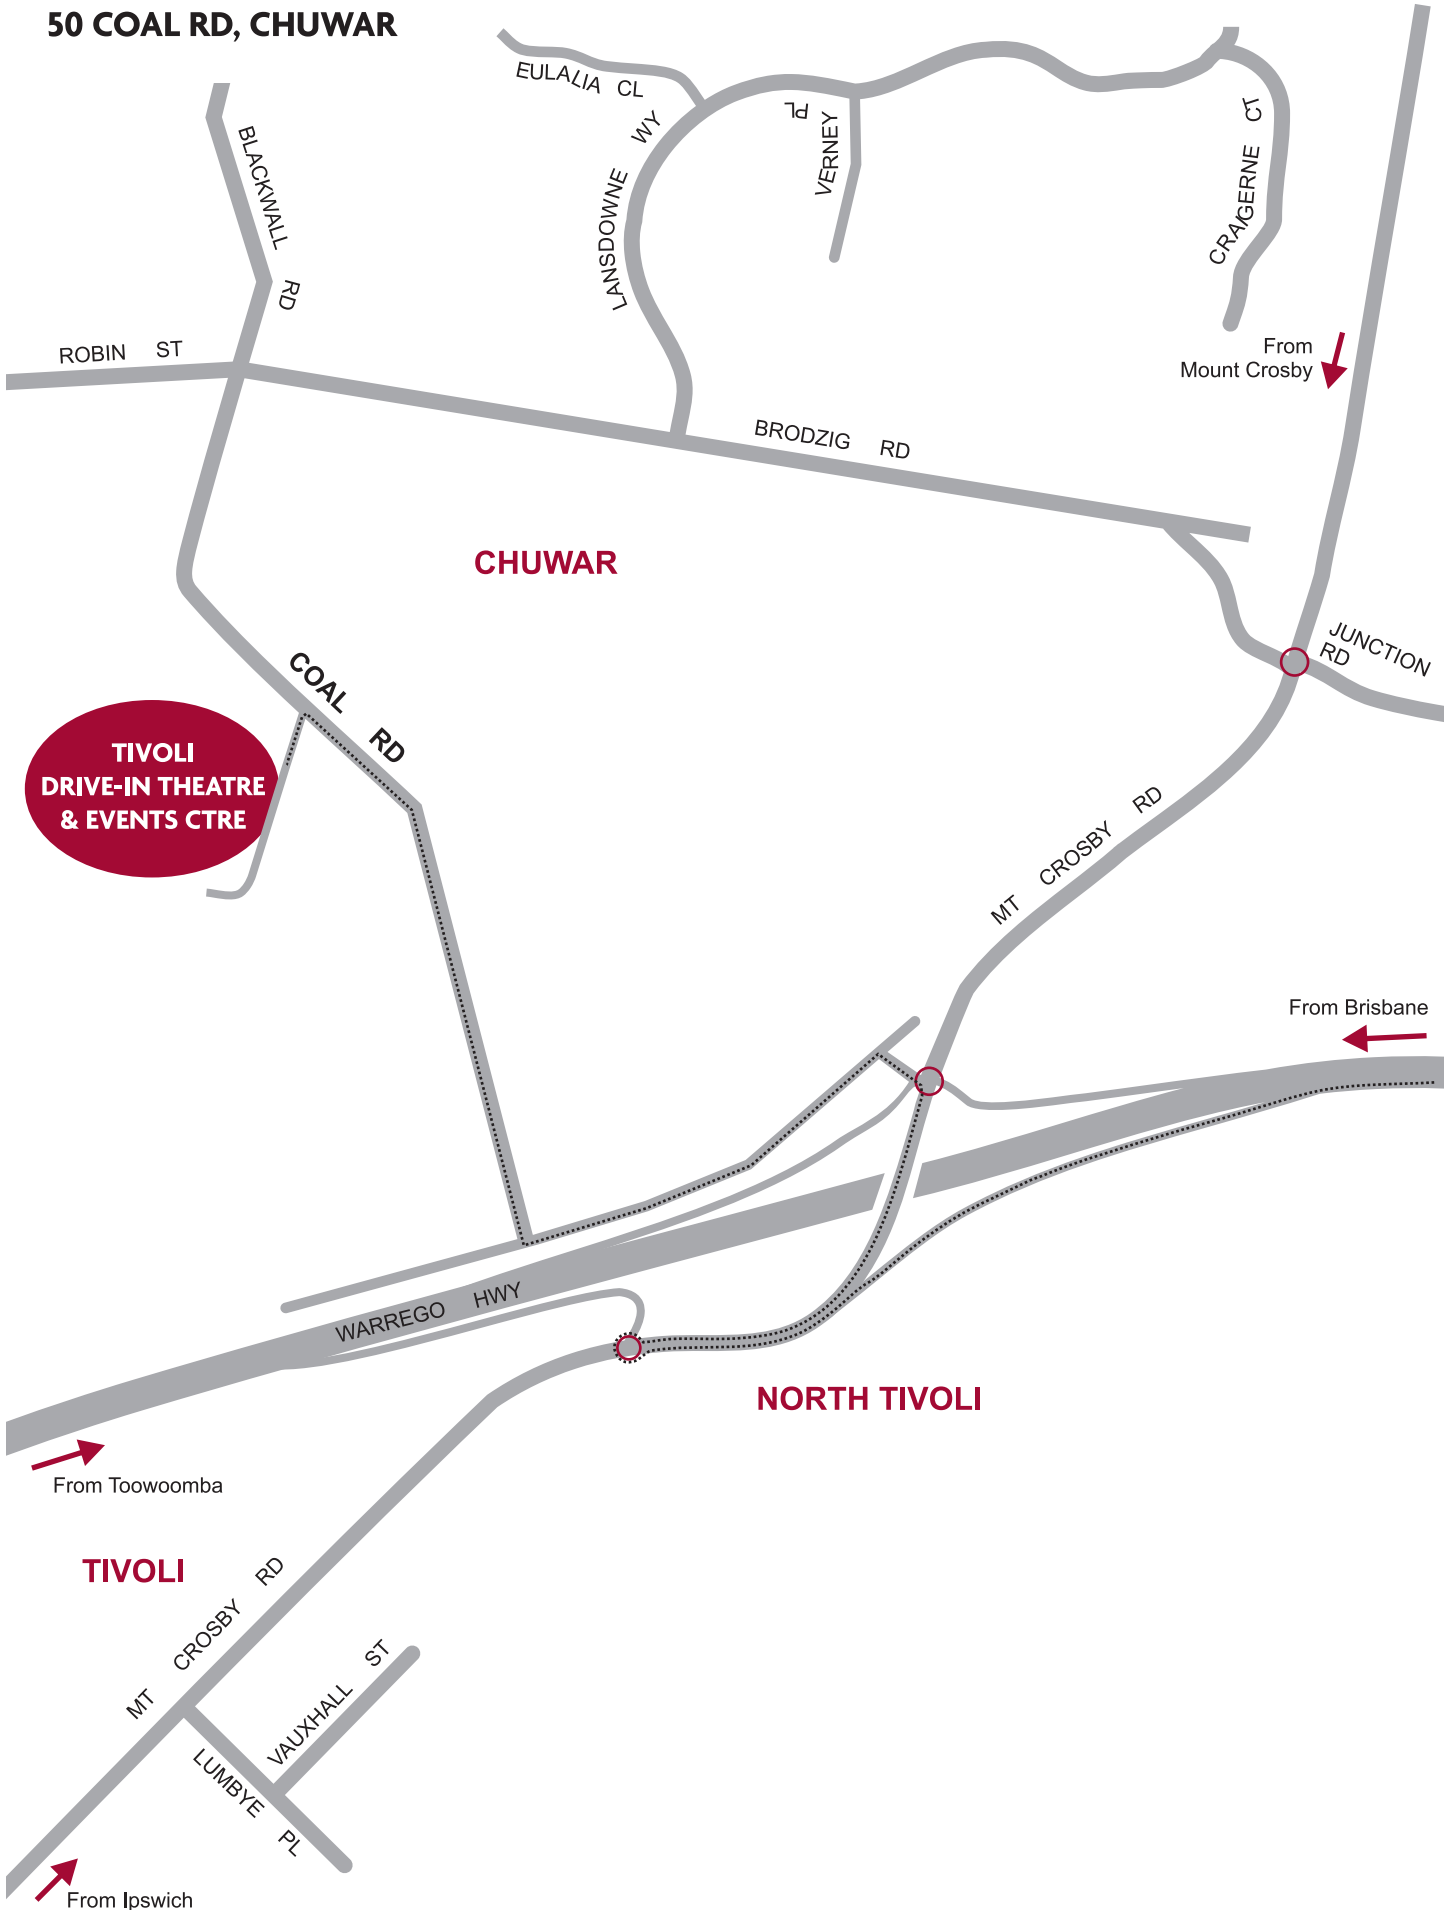 50 COAL RD, CHUWAR
EULALIA CL
LANSDOWNE WY
VERNEY PL
CRAIGERNE CT
BLACKWALL RD
ROBIN ST
From
Mount Crosby
BRODZIG RD
CHUWAR
JUNCTION
RD
COAL RD
TIVOLI
DRIVE-IN THEATRE
& EVENTS CTRE
MT CROSBY RD
From Brisbane
WARREGO HWY
NORTH TIVOLI
From Toowoomba
TIVOLI
MT CROSBY RD
VAUXHALL ST
LUMBYE PL
From Ipswich